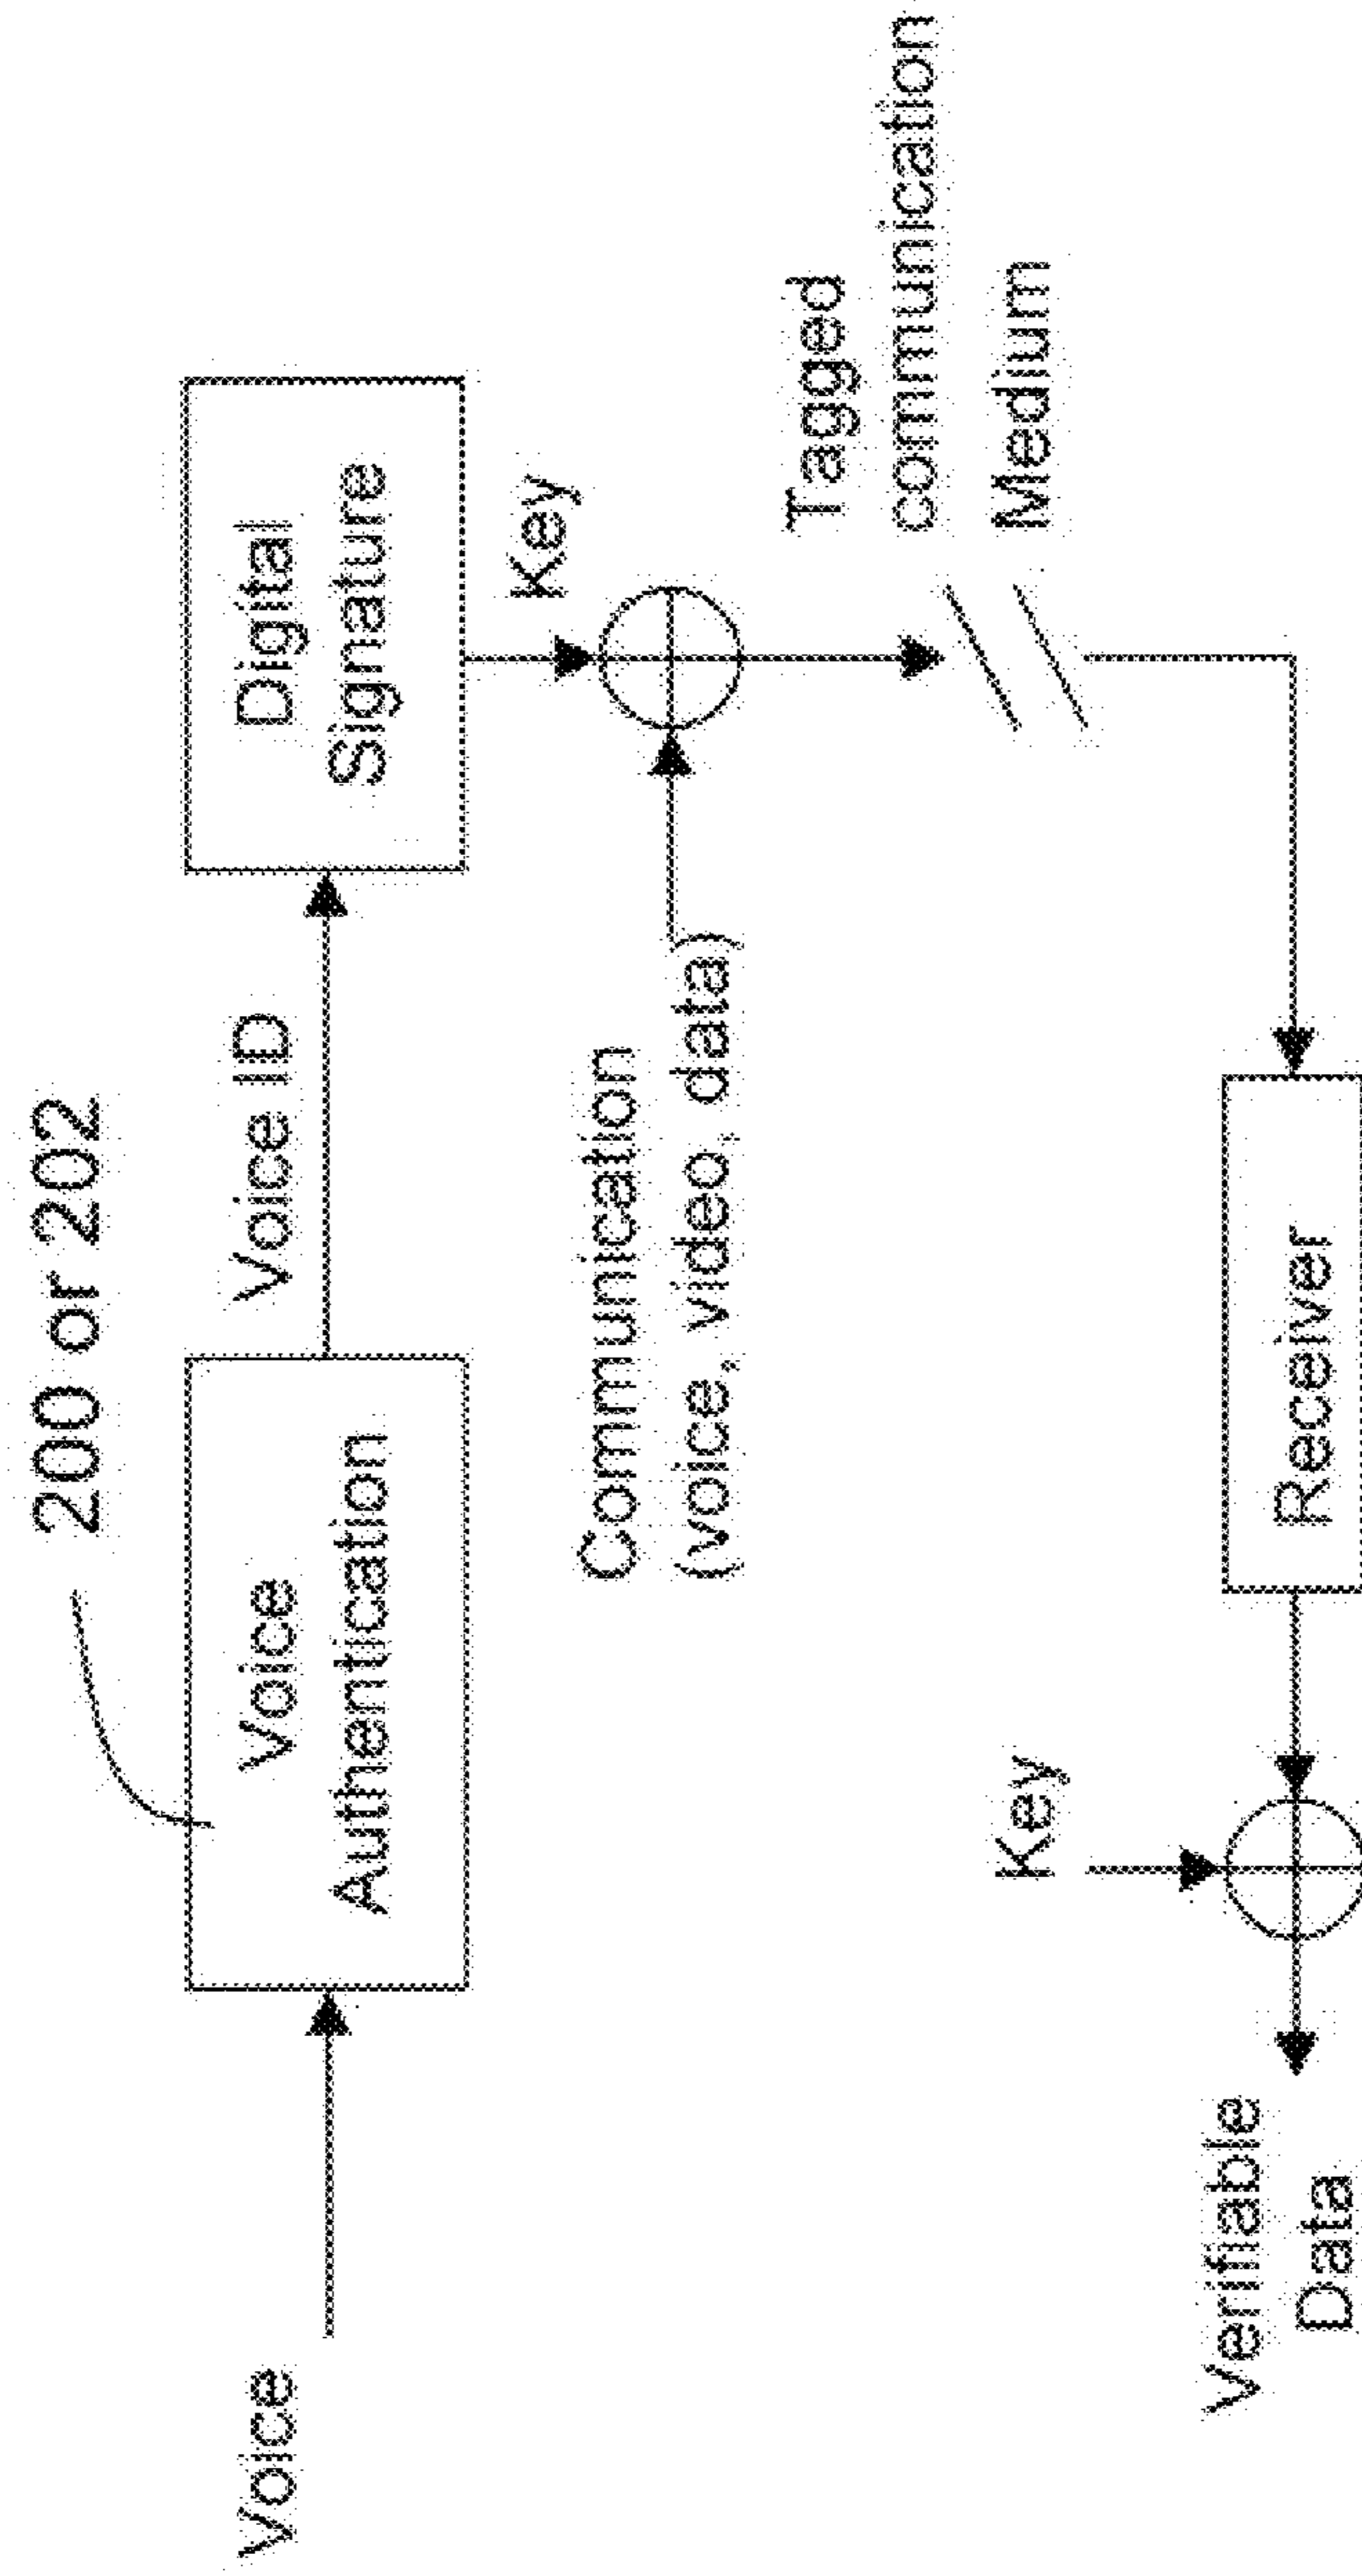 200 or 202
Voice
Voice
Authentication
Voice ID
Digital
Signature
Key
Communication
(voice, video, data)
Tagged
communication
Medium
Key
Verifiable
Data
Receiver